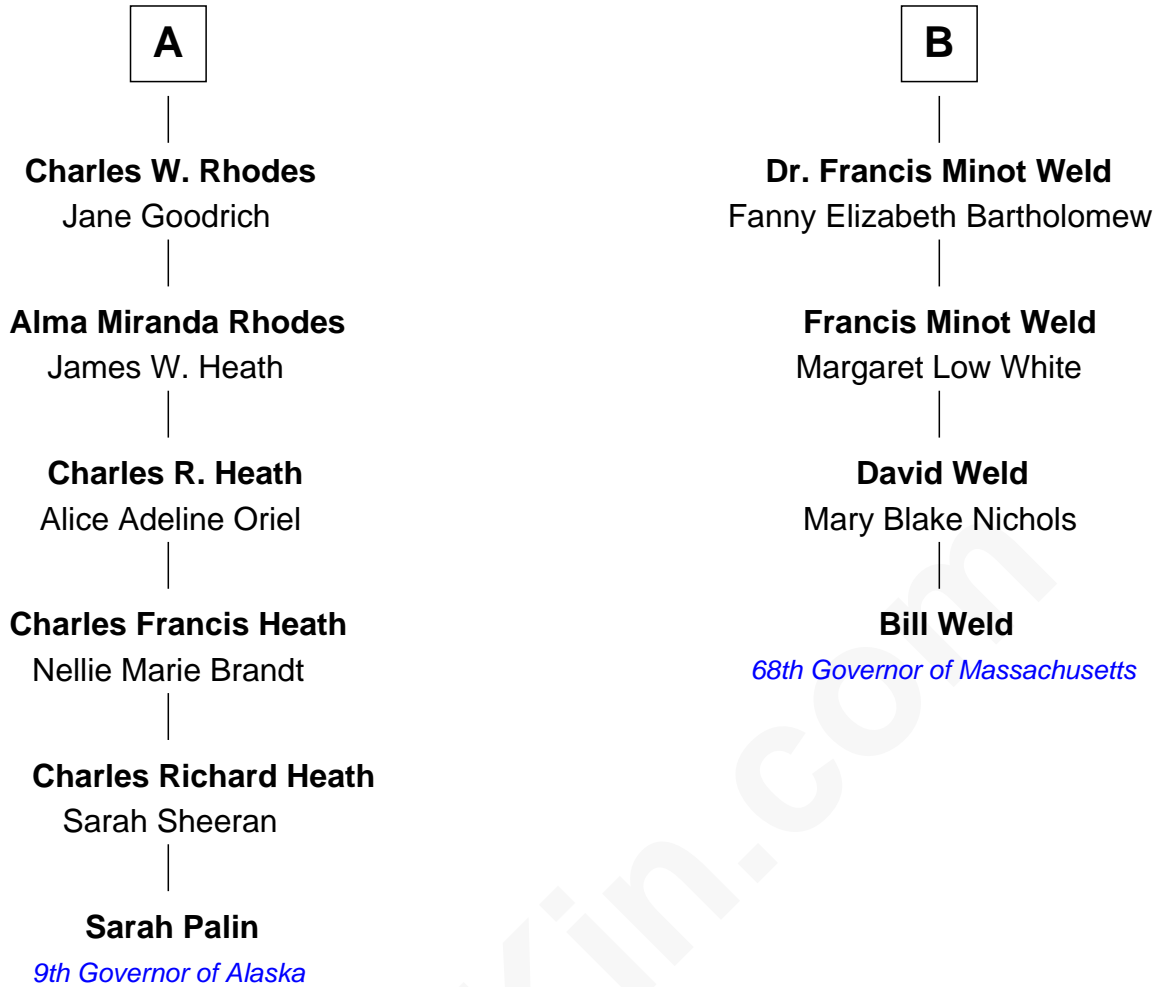 A
Charles W. Rhodes
Jane Goodrich
Alma Miranda Rhodes
James W. Heath
Charles R. Heath
Alice Adeline Oriel
Charles Francis Heath
Nellie Marie Brandt
Charles Richard Heath
Sarah Sheeran
Sarah Palin
9th Governor of Alaska
B
Dr. Francis Minot Weld
Fanny Elizabeth Bartholomew
Francis Minot Weld
Margaret Low White
David Weld
Mary Blake Nichols
Bill Weld
68th Governor of Massachusetts